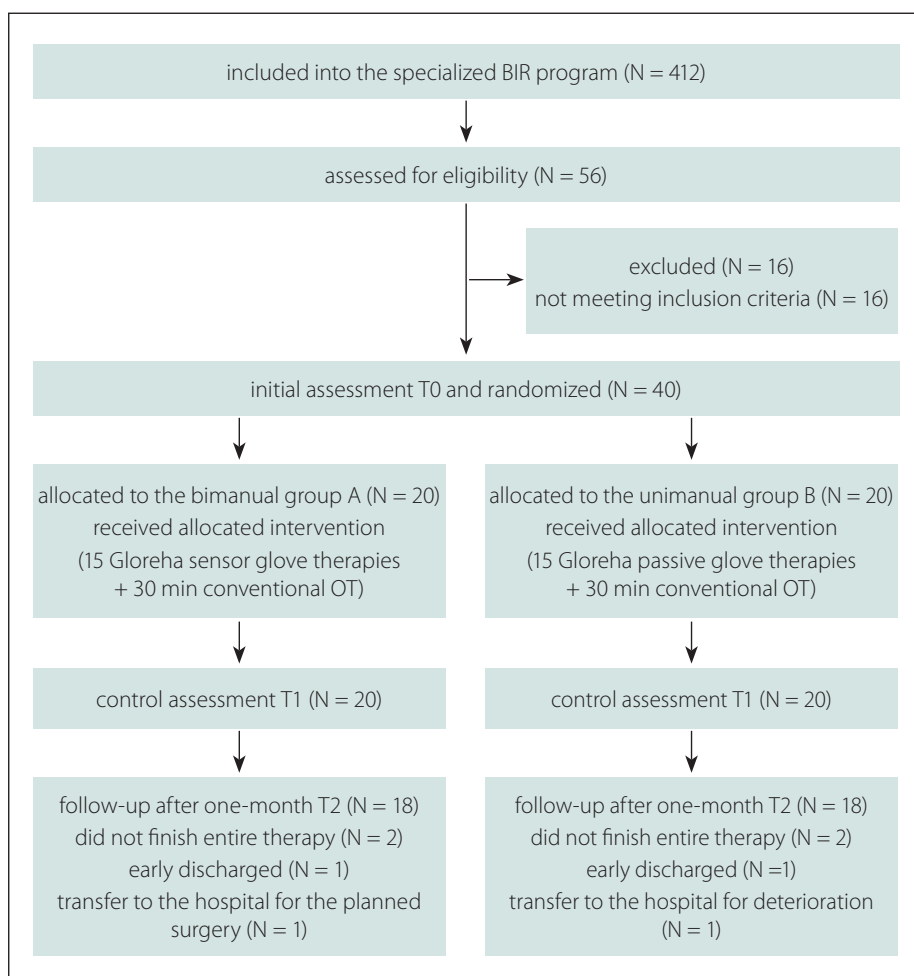 included into the specialized BIR program (N = 412)
assessed for eligibility (N = 56)
excluded (N = 16)
not meeting inclusion criteria (N = 16)
initial assessment T0 and randomized (N = 40)
allocated to the bimanual group A (N = 20)
received allocated intervention
(15 Gloreha sensor glove therapies
+ 30 min conventional OT)
allocated to the unimanual group B (N = 20)
received allocated intervention
(15 Gloreha passive glove therapies
+ 30 min conventional OT)
control assessment T1 (N = 20)
control assessment T1 (N = 20)
follow-up after one-month T2 (N = 18)
did not finish entire therapy (N = 2)
early discharged (N = 1)
transfer to the hospital for the planned
surgery (N = 1)
follow-up after one-month T2 (N = 18)
did not finish entire therapy (N = 2)
early discharged (N =1)
transfer to the hospital for deterioration
(N = 1)